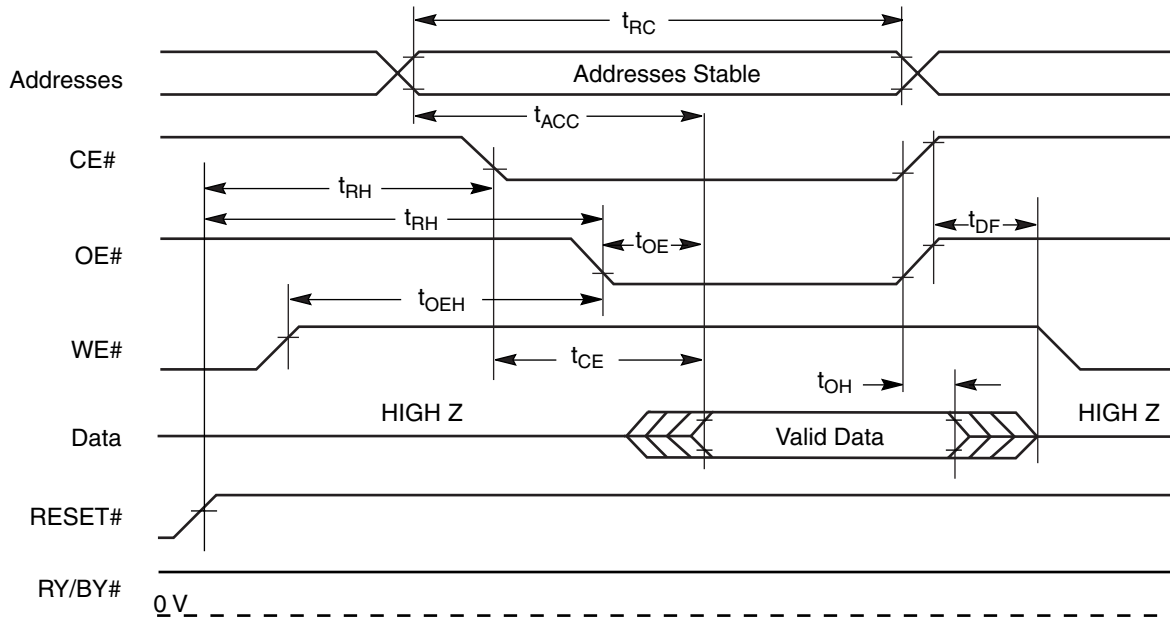 tRC
Addresses
Addresses Stable
tACC
CE#
tRH
tRH
tDF
OE#
tOE
tOEH
WE#
tCE
tOH
HIGH Z
HIGH Z
Data
Valid Data
RESET#
RY/BY#
0 V